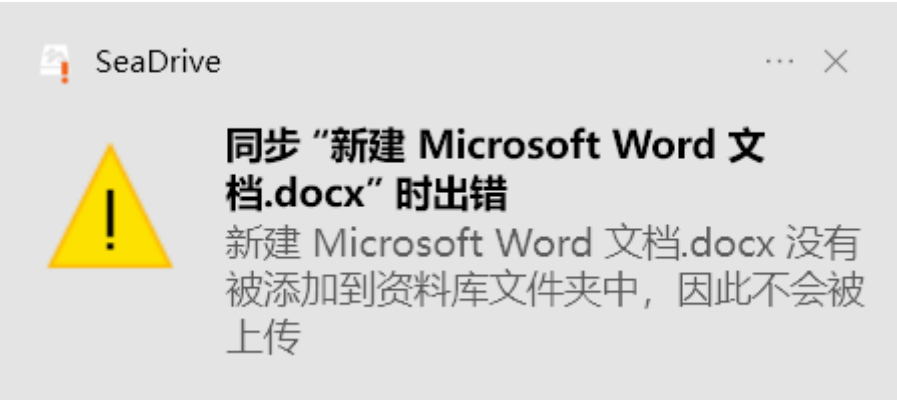 SeaDrive
同步 “新建 Microsoft Word 文
档.docx” 时出错
新建 Microsoft Word 文档.docx 没有
被添加到资料库文件夹中，因此不会被
上传